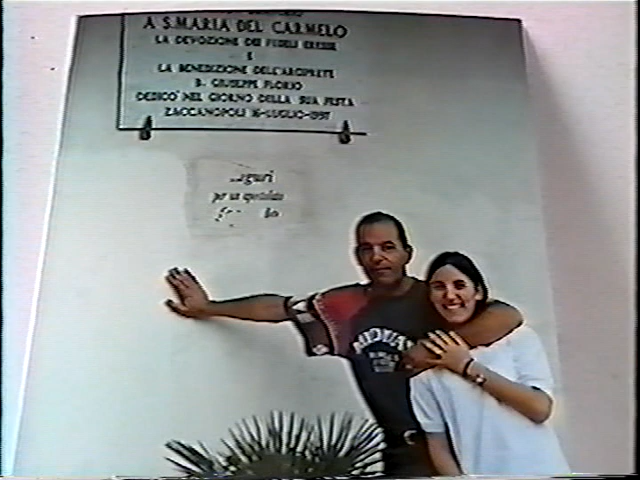 A S.MARIA DEL CARMELO
LA DEVOZIONE DEI FEDELI ERESSE
E
LA BENEDIZIONE DELL'ARCIPRETE
D. GIUSEPPE FLORIO
DEDICO' NEL GIORNO DELLA SUA FESTA
ZACCANOPOLI 16-LUGLIO-1997
per un